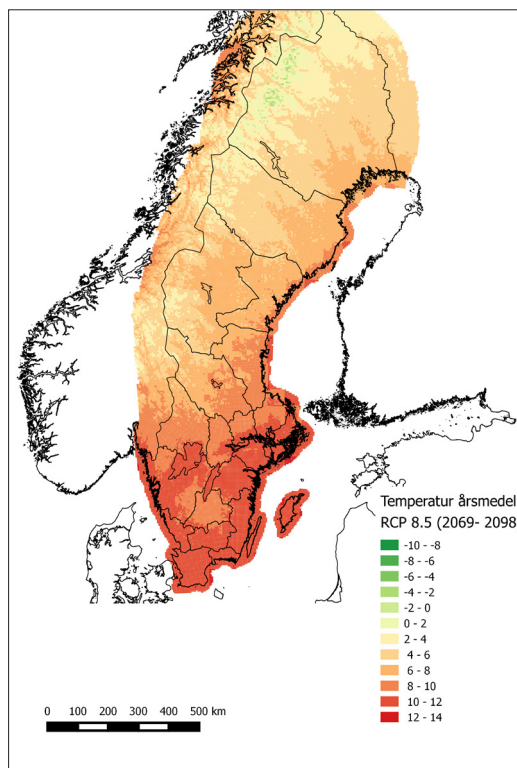 Temperatur årsmedel
RCP 8.5 (2069- 2098
-10 - -8
-8 - -6
-6 - -4
-4 - -2
-2 - 0
0 - 2
2 - 4
4 - 6
6 - 8
8 - 10
10 - 12
12 - 14
0 100 200 300 400 500 km